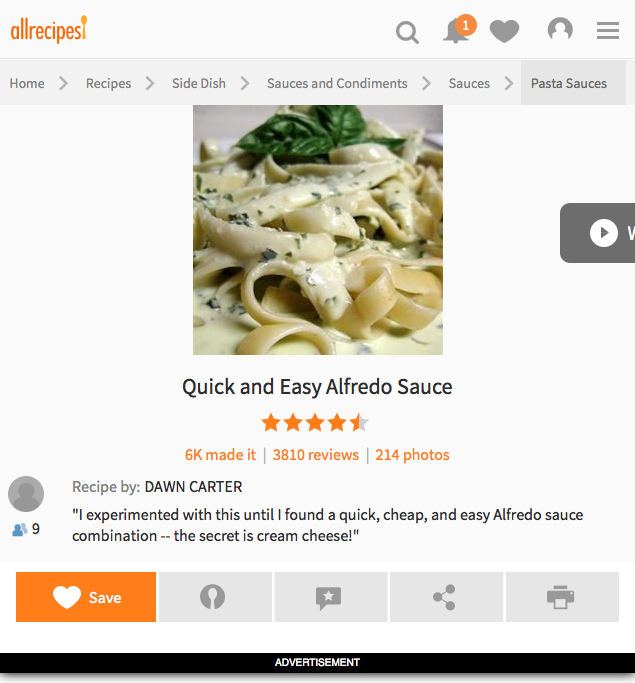 allrecipes
1
Home Recipes Side Dish Sauces and Condiments Sauces Pasta Sauces
W
Quick and Easy Alfredo Sauce
6K made it | 3810 reviews | 214 photos
Recipe by: DAWN CARTER
9
"I experimented with this until I found a quick, cheap, and easy Alfredo sauce
combination -- the secret is cream cheese!"
Save
ADVERTISEMENT